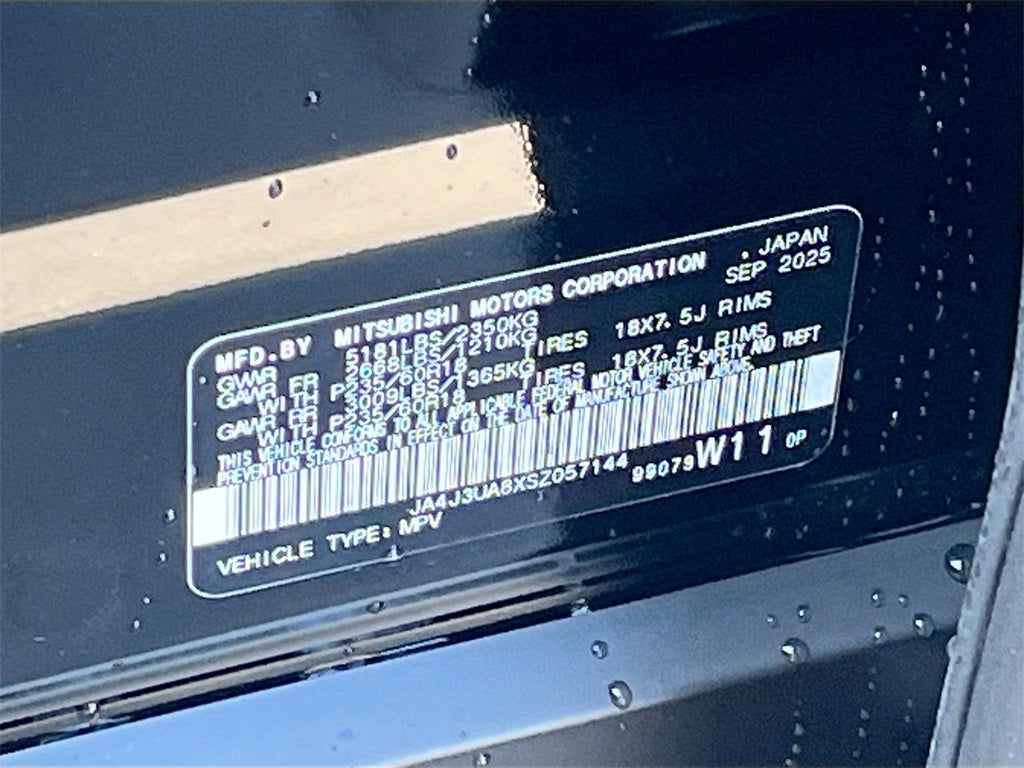 MFD.BY MITSUBISHI MOTORS CORPORATION . JAPAN
SEP 2025
GVWR 5181LBS/2350KG
GAWR FR 2668LBS/1210KG
WITH P235/60R18 TIRES 18X7.5J RIMS
GAWR RR 3009LBS/1365KG
WITH P235/60R18 TIRES 18X7.5J RIMS
THIS VEHICLE CONFORMS TO ALL APPLICABLE FEDERAL MOTOR VEHICLE SAFETY AND THEFT
PREVENTION STANDARDS IN EFFECT ON THE DATE OF MANUFACTURE SHOWN ABOVE.
JA4J3UA8XSZ057144 99079 W11 OP
VEHICLE TYPE: MPV